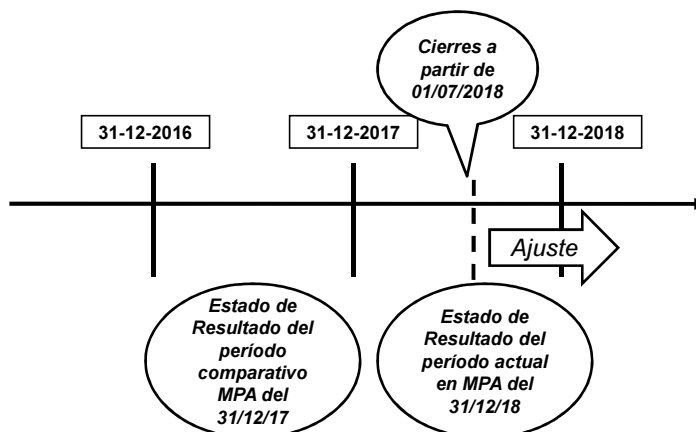 Cierres a
partir de
01/07/2018
31-12-2016
31-12-2017
31-12-2018
Ajuste
Estado de
Resultado del
período
comparativo
MPA del
31/12/17
Estado de
Resultado del
período actual
en MPA del
31/12/18